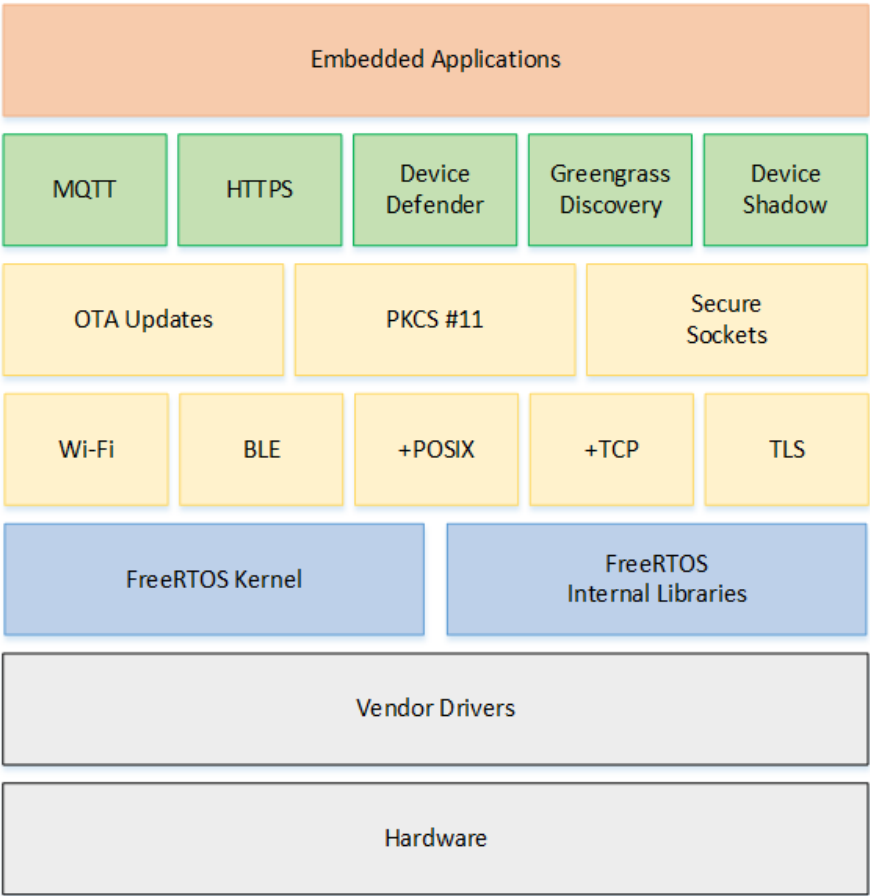 Embedded Applications
MQTT
HTTPS
Device
Defender
Greengrass
Discovery
Device
Shadow
OTA Updates
PKCS #11
Secure
Sockets
Wi-Fi
BLE
+POSIX
+TCP
TLS
FreeRTOS Kernel
FreeRTOS
Internal Libraries
Vendor Drivers
Hardware